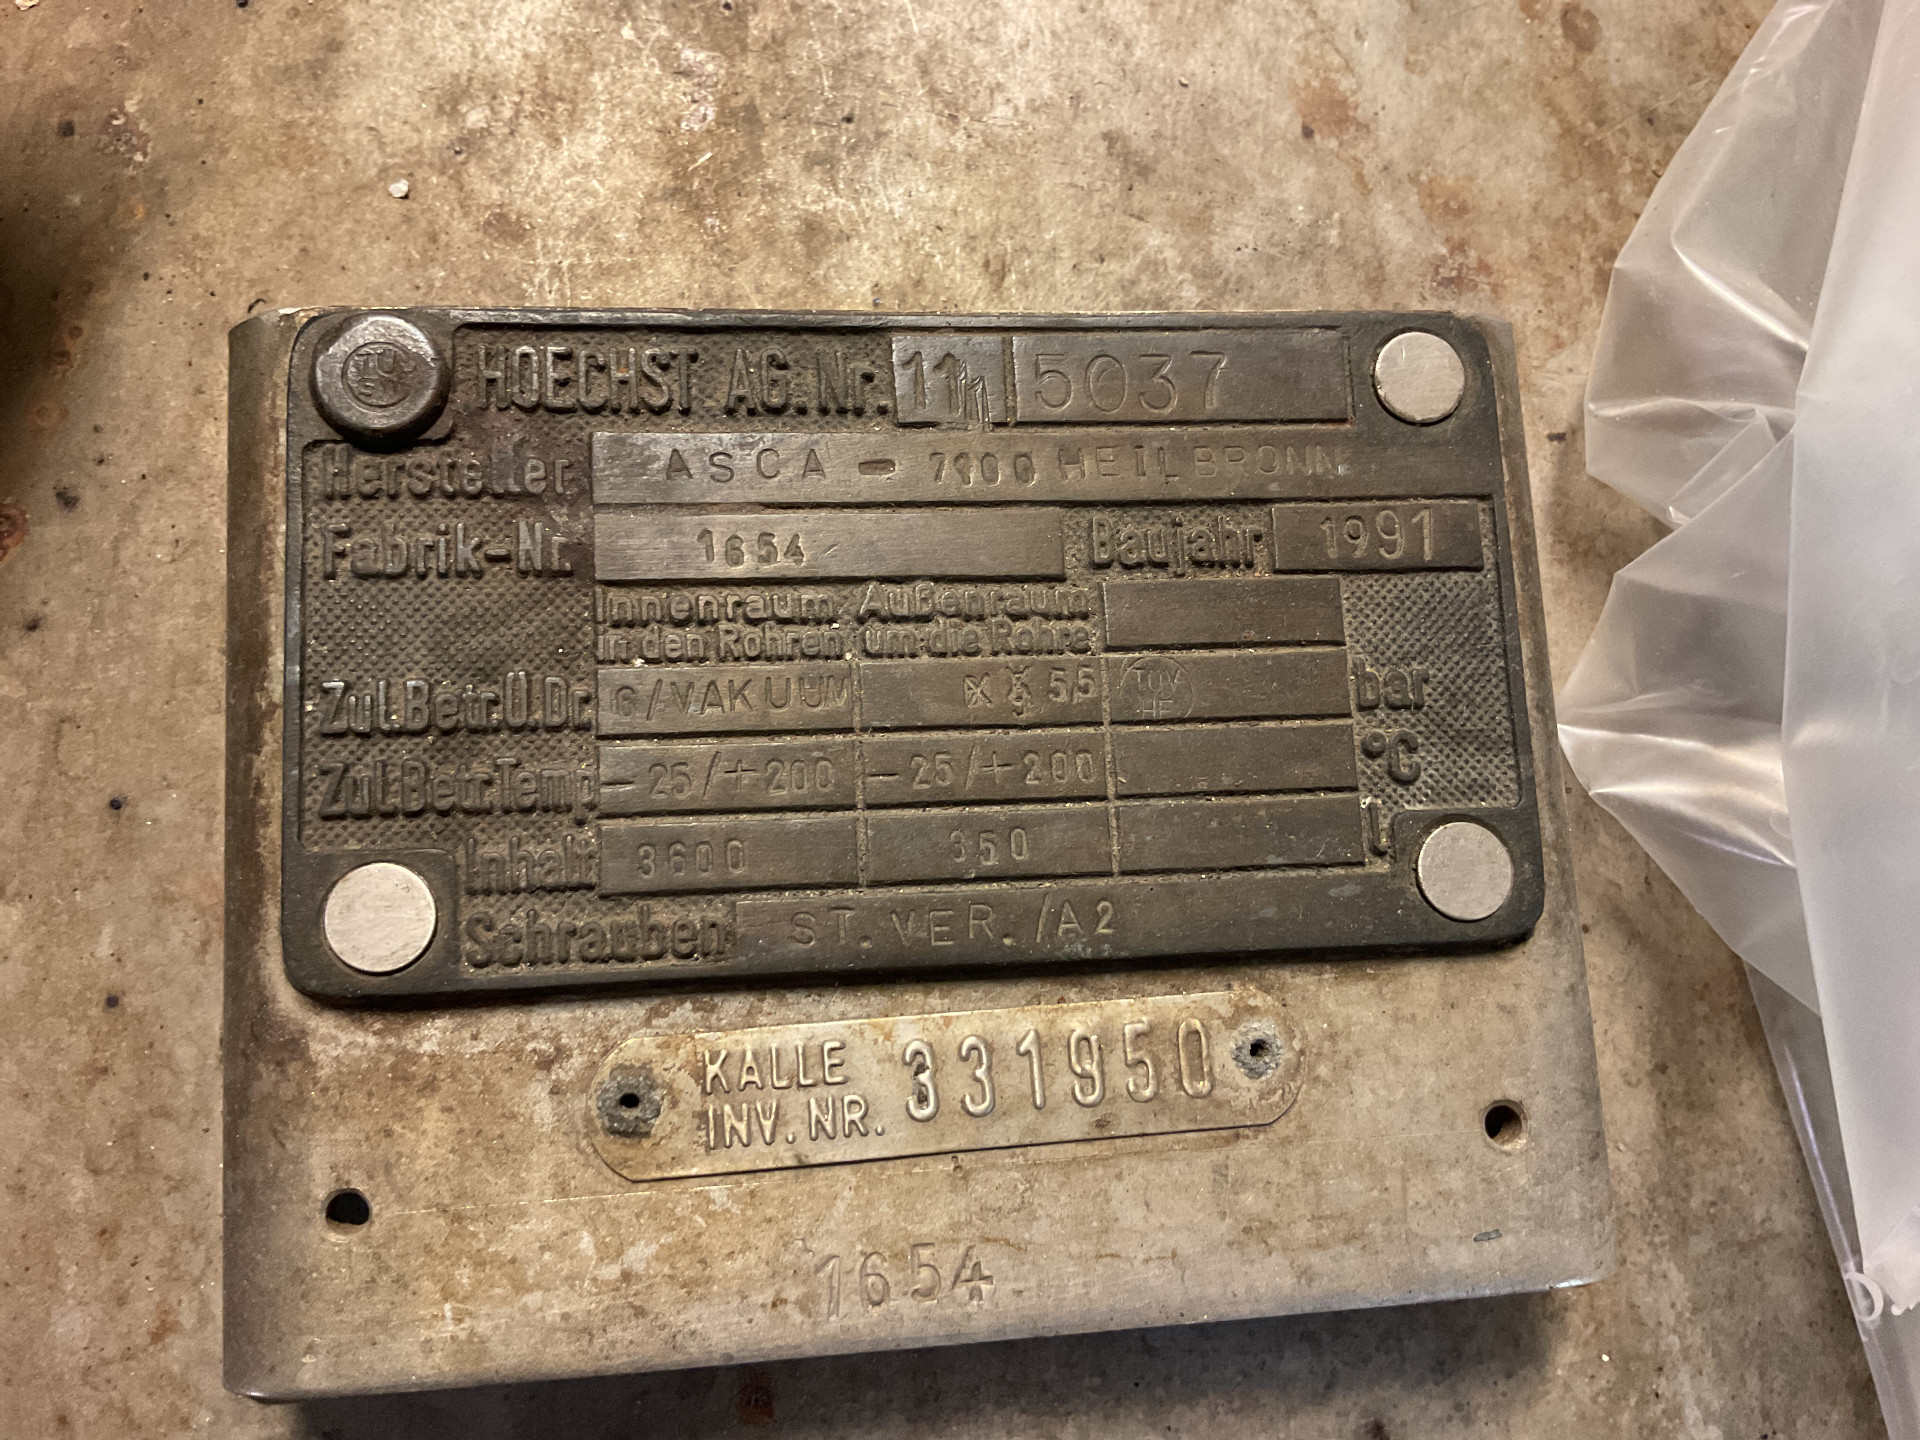 HOECHST AG. Nr. 11 5037
Hersteller ASCA - 7100 HEILBRONN
Fabrik-Nr. 1654 Baujahr 1991
Innenraum Außenraum
in den Rohren um die Rohre
Zul.Betr.Ü.Dr. 6/VAKUUM 5,5 TÜV bar
HE
Zul.Betr.Temp -25/+200 -25/+200 °C
Inhalt 3600 350 l
Schrauben ST.VER./A2
KALLE
INV. NR. 331950
1654